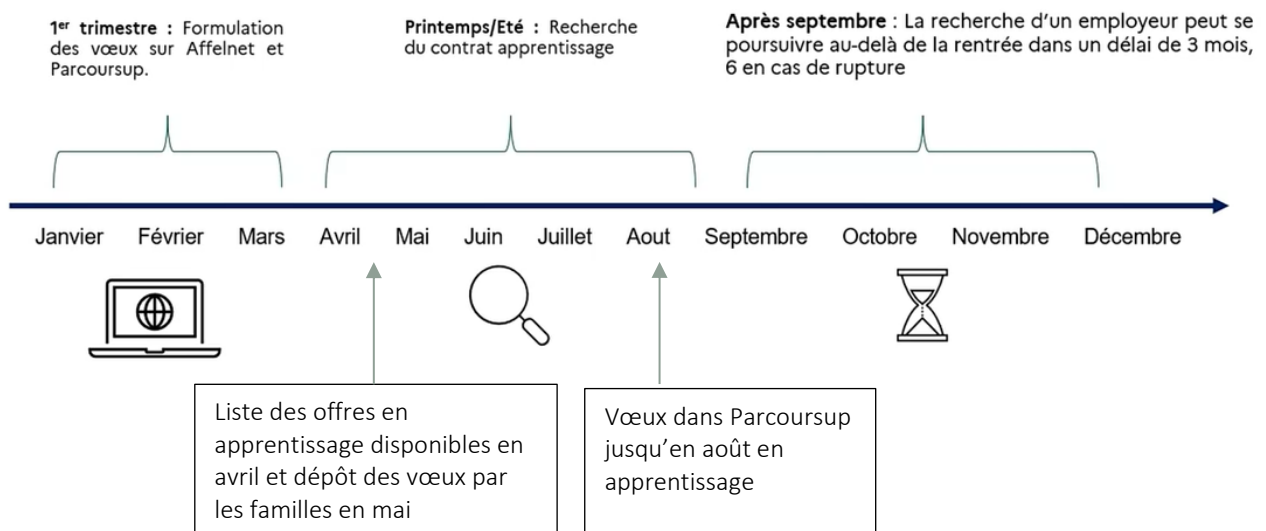 1er trimestre : Formulation
des vœux sur Affelnet et
Parcoursup.
Printemps/Eté : Recherche
du contrat apprentissage
Après septembre : La recherche d'un employeur peut se
poursuivre au-delà de la rentrée dans un délai de 3 mois,
6 en cas de rupture
Janvier Février Mars Avril Mai Juin Juillet Aout Septembre Octobre Novembre Décembre
Liste des offres en
apprentissage disponibles en
avril et dépôt des vœux par
les familles en mai
Vœux dans Parcoursup
jusqu'en août en
apprentissage